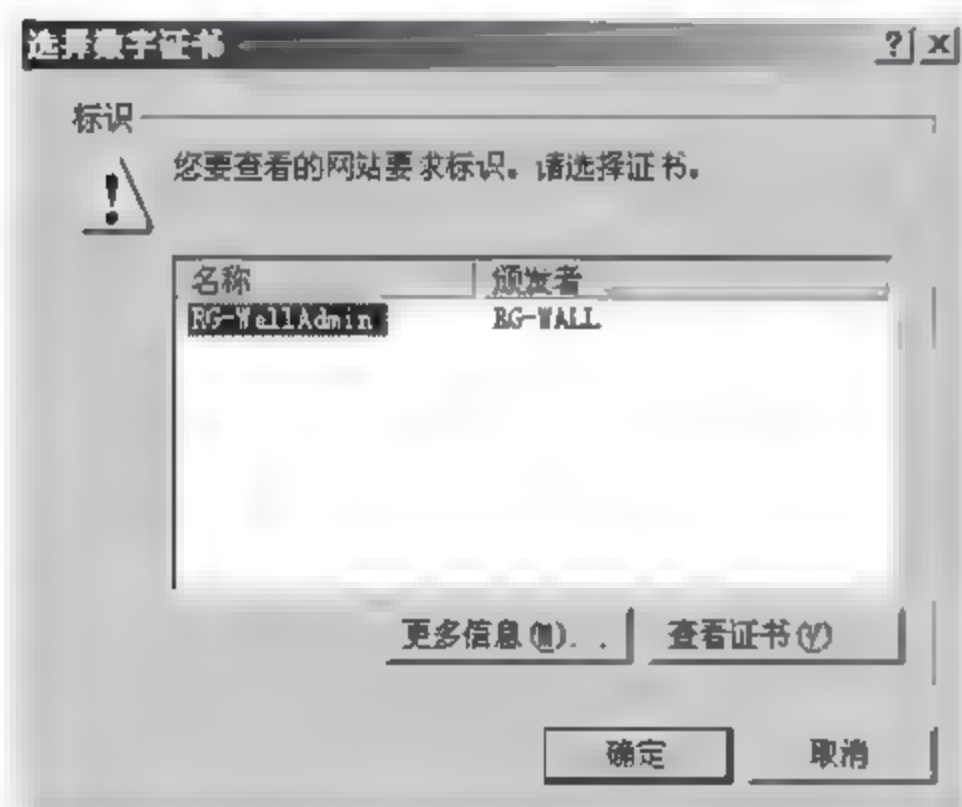 选择数字证书
标识
您要查看的网站要求标识。请选择证书。
名称 颁发者
RG-WallAdmin RG-WALL
更多信息(M)...
查看证书(V)
确定 取消